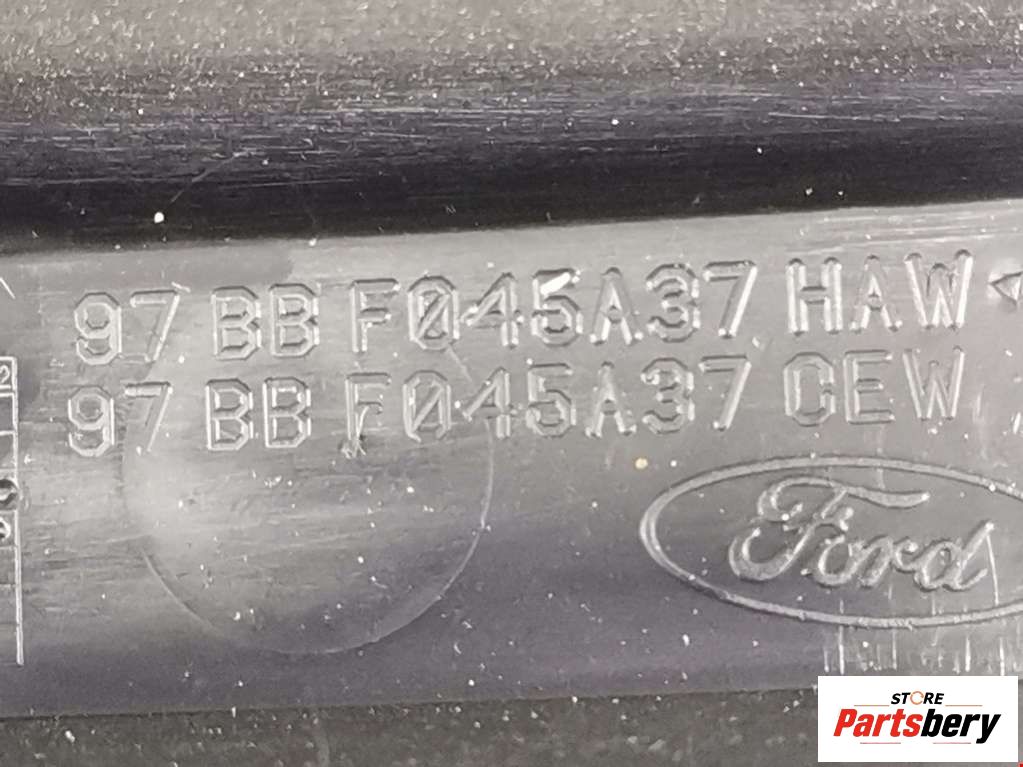 97 BB F045A37 HAW
97 BB F045A37 CEW
Ford
STORE
Partsbery